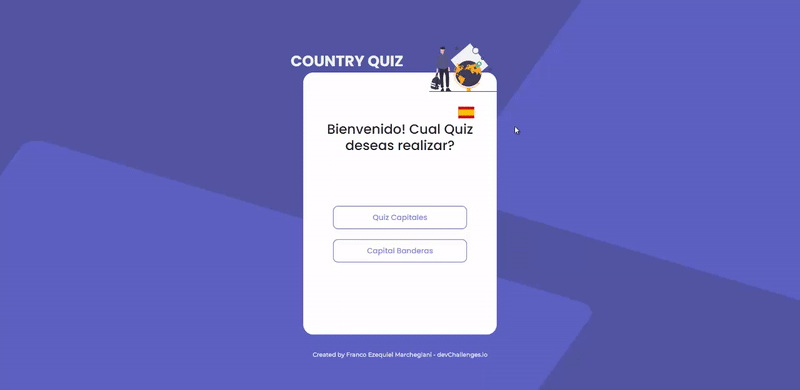 COUNTRY QUIZ
Bienvenido! Cual Quiz
deseas realizar?
Quiz Capitales
Capital Banderas
Created by Franco Ezequiel Marchegiani - devChallenges.io